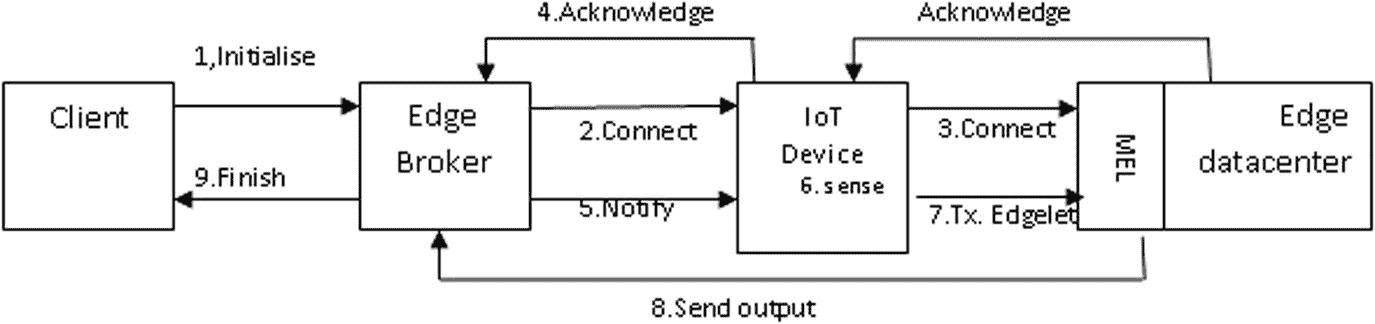 4.Acknowledge
Acknowledge
1,Initialise
Client
Edge
Broker
2.Connect
IoT
Device
6.sense
3.Connect
MEL
Edge
datacenter
9.Finish
5.Notify
7.Tx. Edgelet
8.Send output